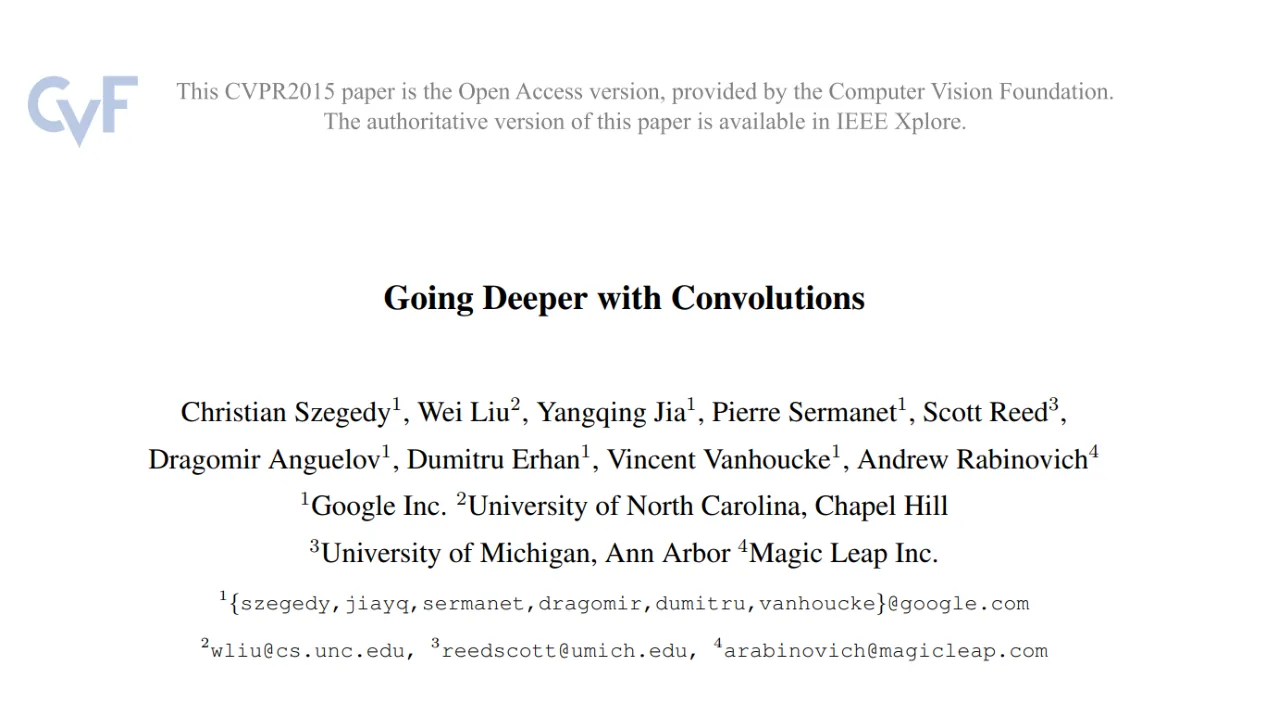 CVF
This CVPR2015 paper is the Open Access version, provided by the Computer Vision Foundation.
The authoritative version of this paper is available in IEEE Xplore.
Going Deeper with Convolutions
Christian Szegedy¹, Wei Liu², Yangqing Jia¹, Pierre Sermanet¹, Scott Reed³,
Dragomir Anguelov¹, Dumitru Erhan¹, Vincent Vanhoucke¹, Andrew Rabinovich⁴
¹Google Inc. ²University of North Carolina, Chapel Hill
³University of Michigan, Ann Arbor ⁴Magic Leap Inc.
¹{szegedy,jiayq,sermanet,dragomir,dumitru,vanhoucke}@google.com
²wliu@cs.unc.edu, ³reedscott@umich.edu, ⁴arabinovich@magicleap.com